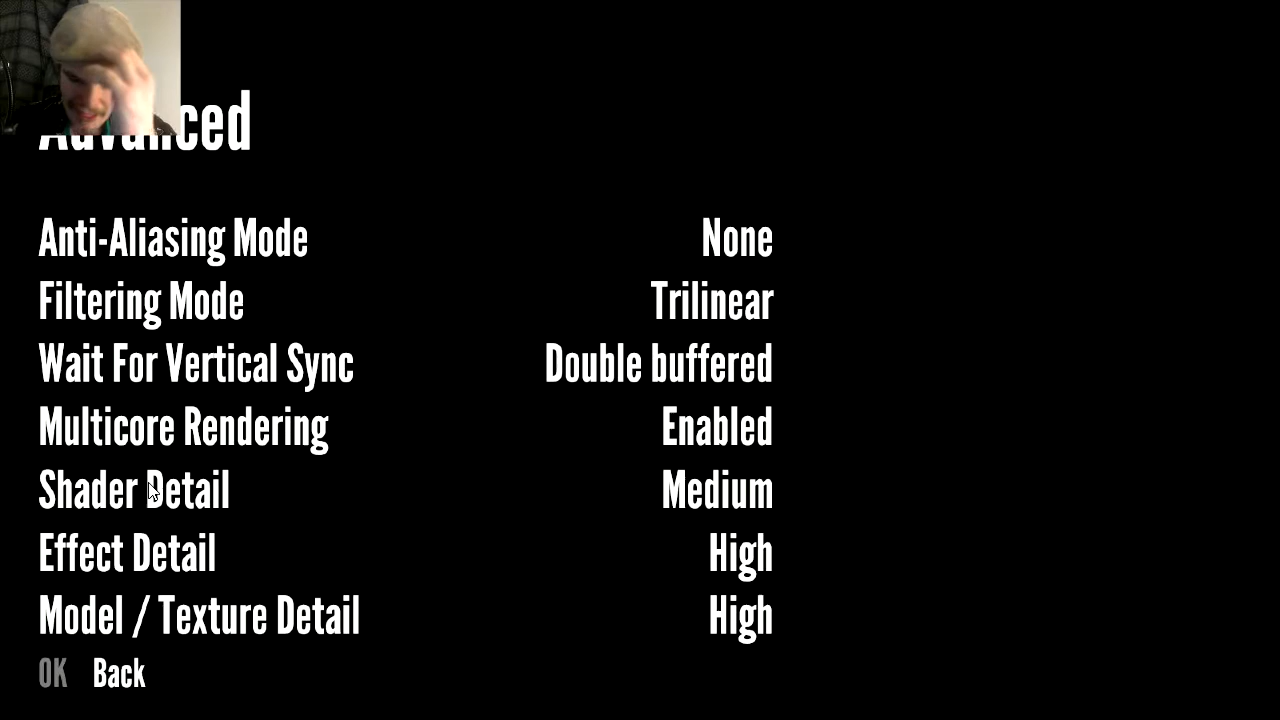 Advanced
Anti-Aliasing Mode None
Filtering Mode Trilinear
Wait For Vertical Sync Double buffered
Multicore Rendering Enabled
Shader Detail Medium
Effect Detail High
Model / Texture Detail High
OK Back